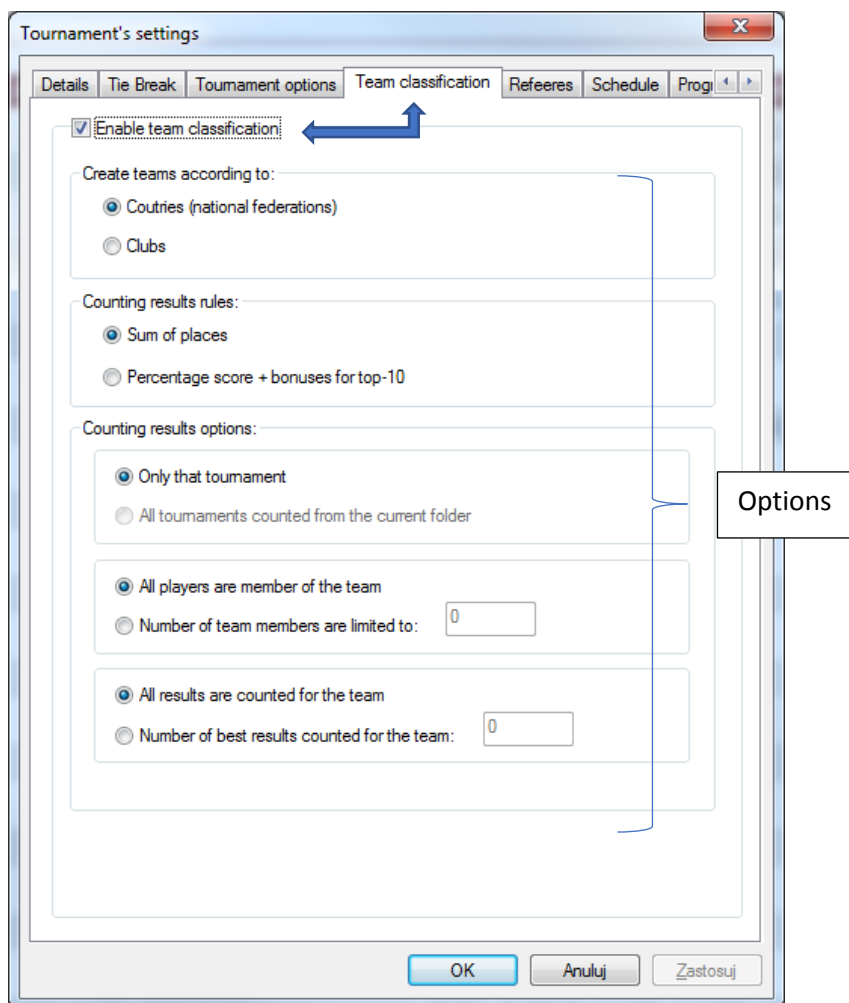 Tournament's settings
Details Tie Break Tournament options Team classification Refeeres Schedule Progr
Enable team classification
Create teams according to:
Coutries (national federations)
Clubs
Counting results rules:
Sum of places
Percentage score + bonuses for top-10
Counting results options:
Only that tournament
All tournaments counted from the current folder
Options
All players are member of the team
Number of team members are limited to: 0
All results are counted for the team
Number of best results counted for the team: 0
OK Anuluj Zastosuj